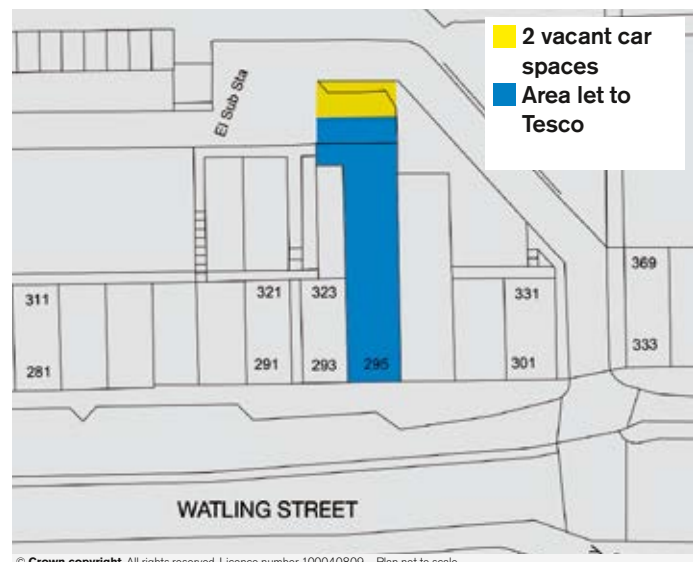 2 vacant car
spaces
Area let to
Tesco
El Sub Sta
311
321
323
331
369
281
291
293
295
301
333
WATLING STREET
© Crown copyright. All rights reserved. Licence number 100040809. Plan not to scale